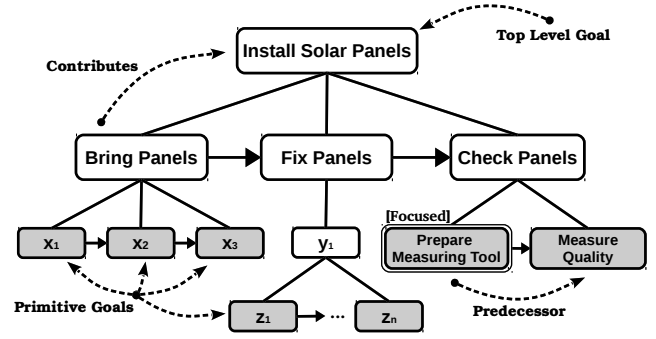 Top Level Goal
Install Solar Panels
Contributes
Bring Panels
Fix Panels
Check Panels
[Focused]
x1
x2
x3
y1
Prepare
Measuring Tool
Measure
Quality
Primitive Goals
z1
...
zn
Predecessor